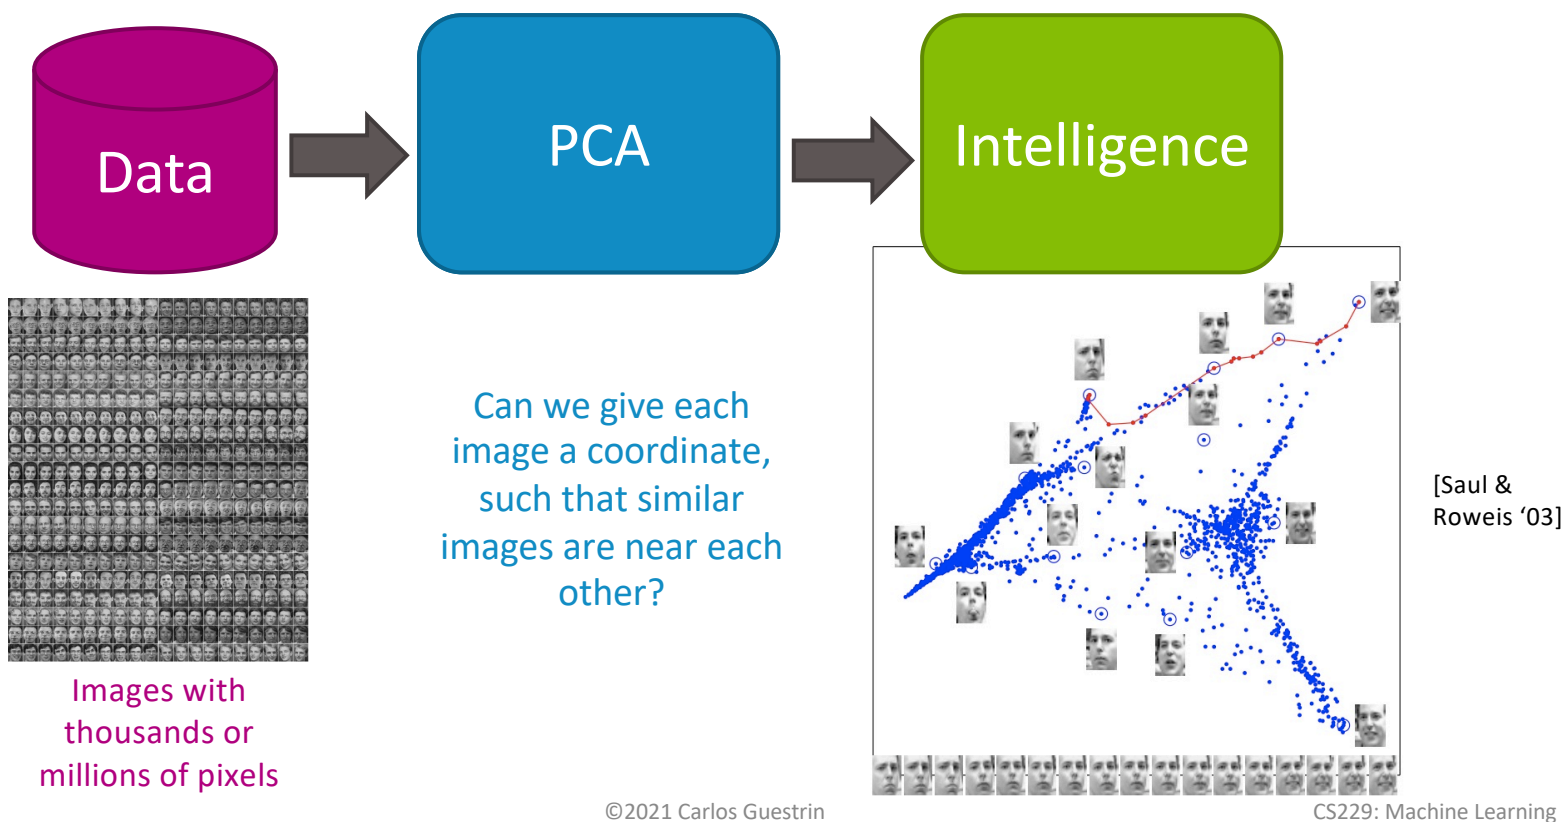 Data
PCA
Intelligence
Can we give each
image a coordinate,
such that similar
images are near each
other?
[Saul &
Roweis ‘03]
Images with
thousands or
millions of pixels
©2021 Carlos Guestrin
CS229: Machine Learning